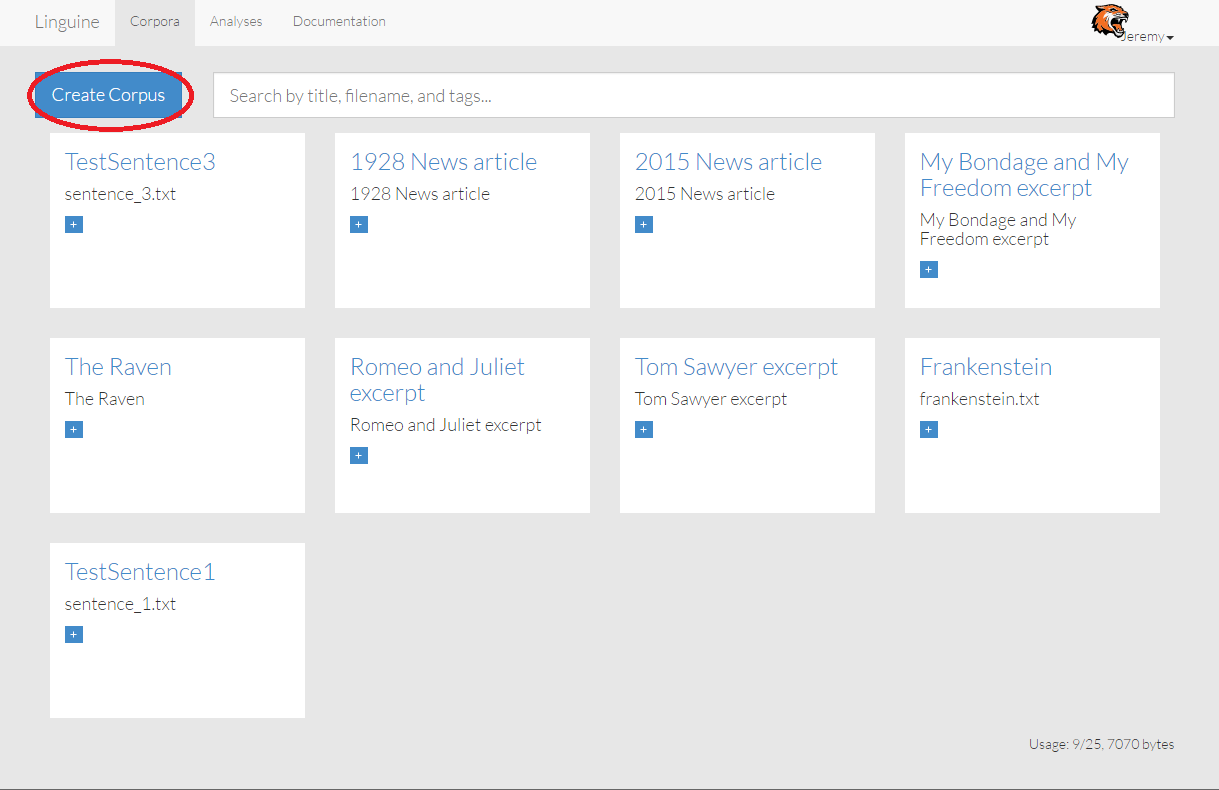 Linguine
Corpora
Analyses
Documentation
Jeremy
Create Corpus
Search by title, filename, and tags...
TestSentence3
sentence_3.txt
+
1928 News article
1928 News article
+
2015 News article
2015 News article
+
My Bondage and My
Freedom excerpt
My Bondage and My
Freedom excerpt
+
The Raven
The Raven
+
Romeo and Juliet
excerpt
Romeo and Juliet excerpt
+
Tom Sawyer excerpt
Tom Sawyer excerpt
+
Frankenstein
frankenstein.txt
+
TestSentence1
sentence_1.txt
+
Usage: 9/25, 7070 bytes